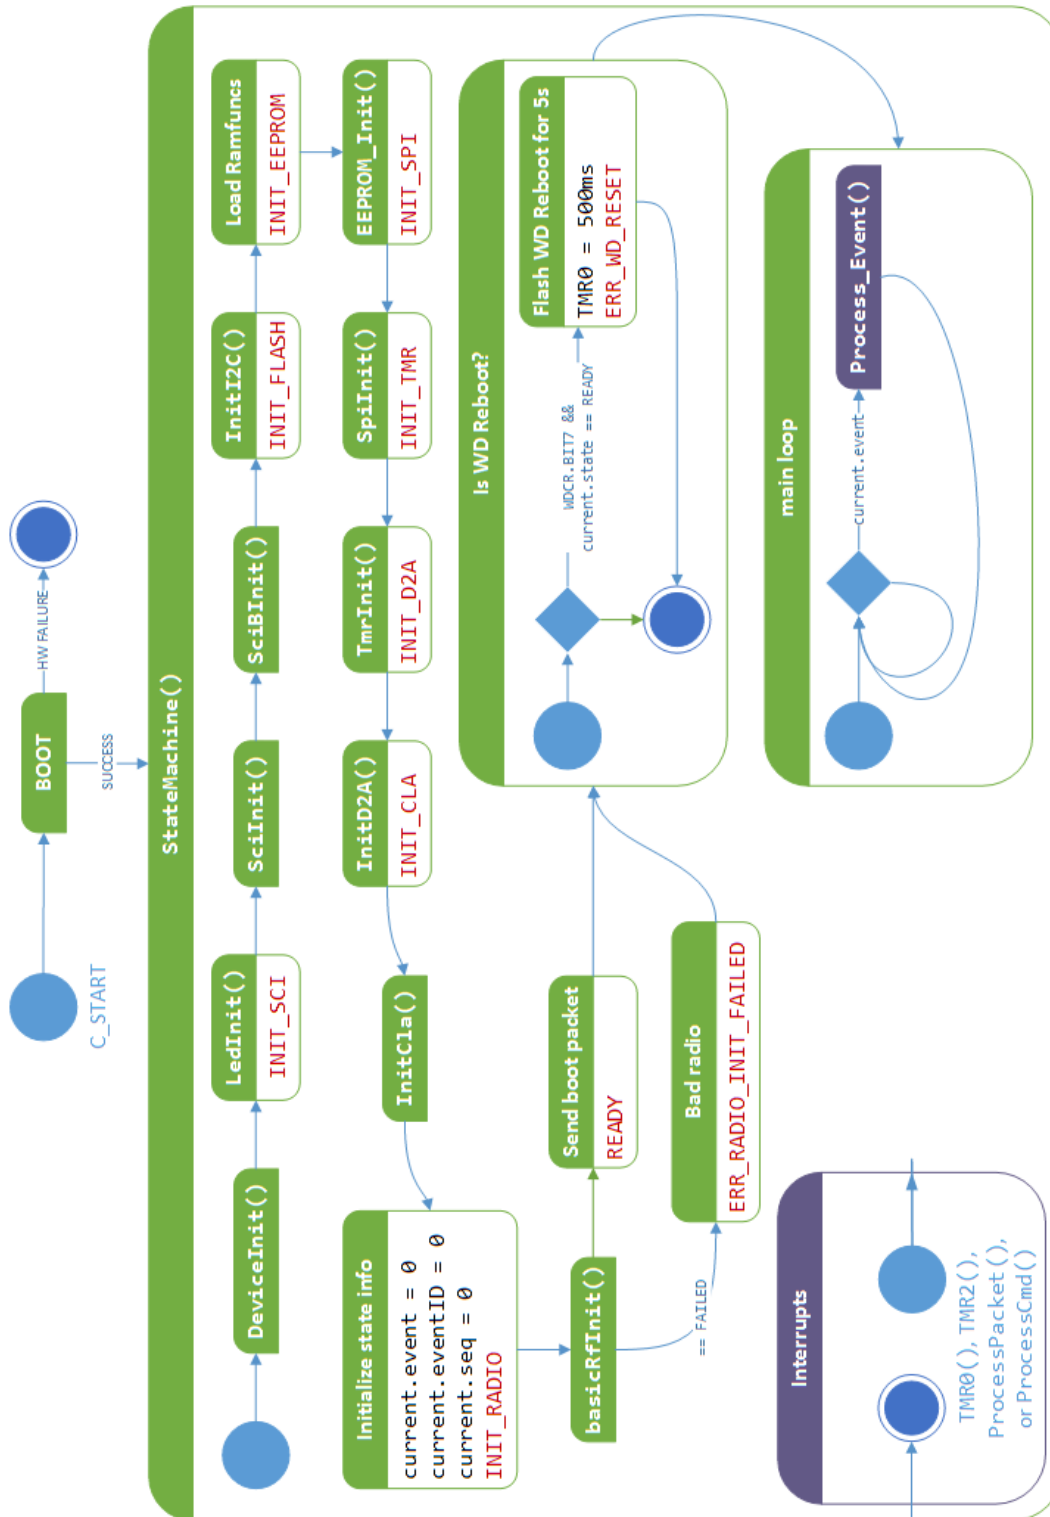 C_START
BOOT
HW FAILURE
SUCCESS
StateMachine()
DeviceInit()
LedInit()
INIT_SCI
SciInit()
SciBInit()
InitI2C()
INIT_FLASH
Load Ramfuncs
INIT_EEPROM
EEPROM_Init()
INIT_SPI
SpiInit()
INIT_TMR
TmrInit()
INIT_D2A
InitD2A()
INIT_CLA
InitCla()
Initialize state info
current.event = 0
current.eventID = 0
current.seq = 0
INIT_RADIO
basicRfInit()
== FAILED
Send boot packet
READY
Bad radio
ERR_RADIO_INIT_FAILED
Is WD Reboot?
WDCR.BIT7 &&
current.state == READY
Flash WD Reboot for 5s
TMR0 = 500ms
ERR_WD_RESET
main loop
current.event
Process_Event()
Interrupts
TMR0(), TMR2(),
ProcessPacket(),
or ProcessCmd()